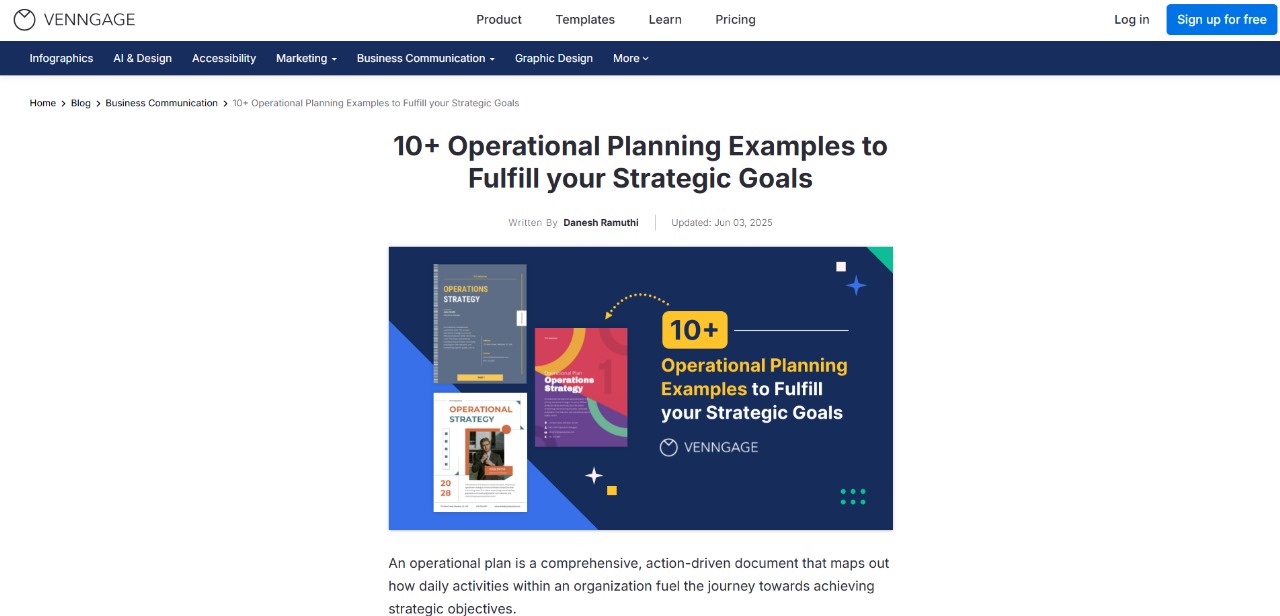 VENNGAGE
Product Templates Learn Pricing
Log in Sign up for free
Infographics AI & Design Accessibility Marketing Business Communication Graphic Design More
Home > Blog > Business Communication > 10+ Operational Planning Examples to Fulfill your Strategic Goals
10+ Operational Planning Examples to
Fulfill your Strategic Goals
Written By Danesh Ramuthi Updated: Jun 03, 2025
OPERATIONS
STRATEGY
Operational Plan
Operations
Strategy
OPERATIONAL
STRATEGY
20
28
10+
Operational Planning
Examples to Fulfill
your Strategic Goals
VENNGAGE
An operational plan is a comprehensive, action-driven document that maps out
how daily activities within an organization fuel the journey towards achieving
strategic objectives.